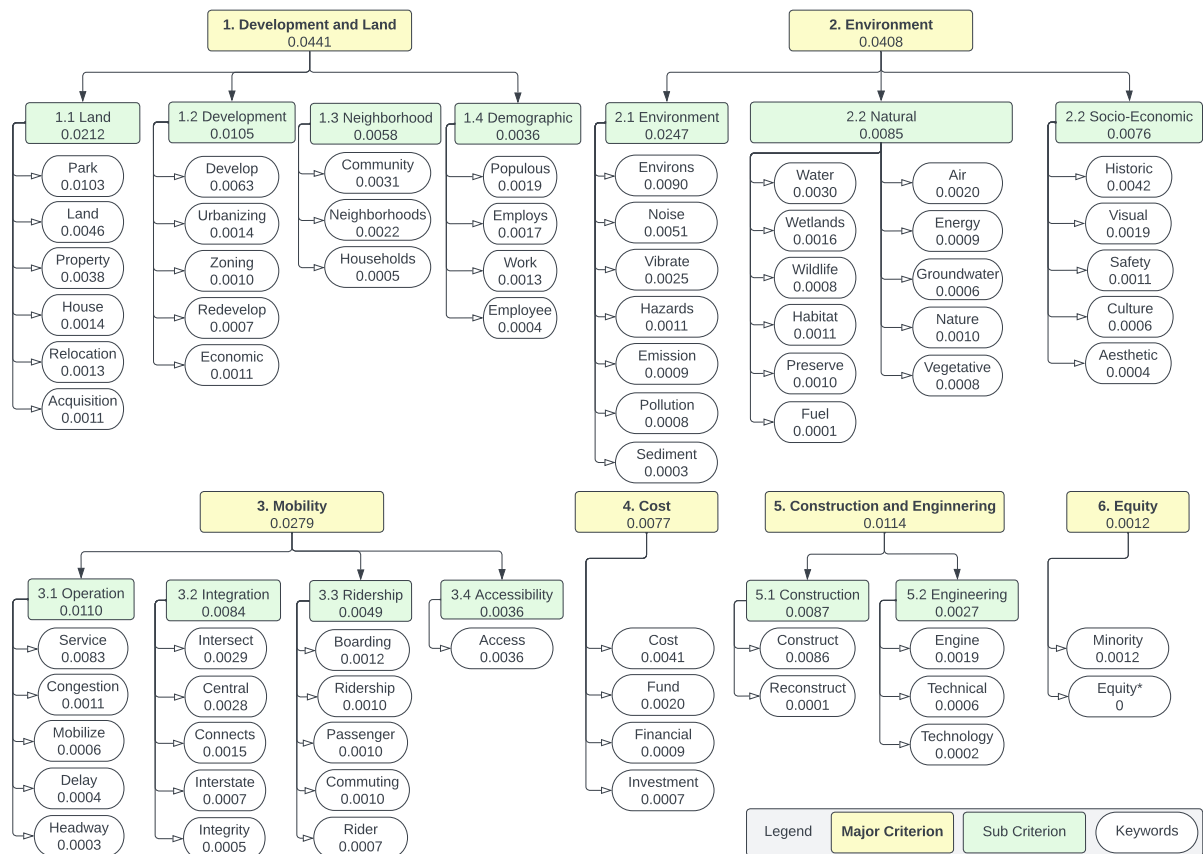 1. Development and Land
0.0441
1.1 Land
0.0212
Park
0.0103
Land
0.0046
Property
0.0038
House
0.0014
Relocation
0.0013
Acquisition
0.0011
1.2 Development
0.0105
Develop
0.0063
Urbanizing
0.0014
Zoning
0.0010
Redevelop
0.0007
Economic
0.0011
1.3 Neighborhood
0.0058
Community
0.0031
Neighborhoods
0.0022
Households
0.0005
1.4 Demographic
0.0036
Populous
0.0019
Employs
0.0017
Work
0.0013
Employee
0.0004
2. Environment
0.0408
2.1 Environment
0.0247
Environs
0.0090
Noise
0.0051
Vibrate
0.0025
Hazards
0.0011
Emission
0.0009
Pollution
0.0008
Sediment
0.0003
2.2 Natural
0.0085
Water
0.0030
Wetlands
0.0016
Wildlife
0.0008
Habitat
0.0011
Preserve
0.0010
Fuel
0.0001
Air
0.0020
Energy
0.0009
Groundwater
0.0006
Nature
0.0010
Vegetative
0.0008
2.2 Socio-Economic
0.0076
Historic
0.0042
Visual
0.0019
Safety
0.0011
Culture
0.0006
Aesthetic
0.0004
3. Mobility
0.0279
3.1 Operation
0.0110
Service
0.0083
Congestion
0.0011
Mobilize
0.0006
Delay
0.0004
Headway
0.0003
3.2 Integration
0.0084
Intersect
0.0029
Central
0.0028
Connects
0.0015
Interstate
0.0007
Integrity
0.0005
3.3 Ridership
0.0049
Boarding
0.0012
Ridership
0.0010
Passenger
0.0010
Commuting
0.0010
Rider
0.0007
3.4 Accessibility
0.0036
Access
0.0036
4. Cost
0.0077
Cost
0.0041
Fund
0.0020
Financial
0.0009
Investment
0.0007
5. Construction and Enginnering
0.0114
5.1 Construction
0.0087
Construct
0.0086
Reconstruct
0.0001
5.2 Engineering
0.0027
Engine
0.0019
Technical
0.0006
Technology
0.0002
6. Equity
0.0012
Minority
0.0012
Equity*
0
Legend
Major Criterion
Sub Criterion
Keywords